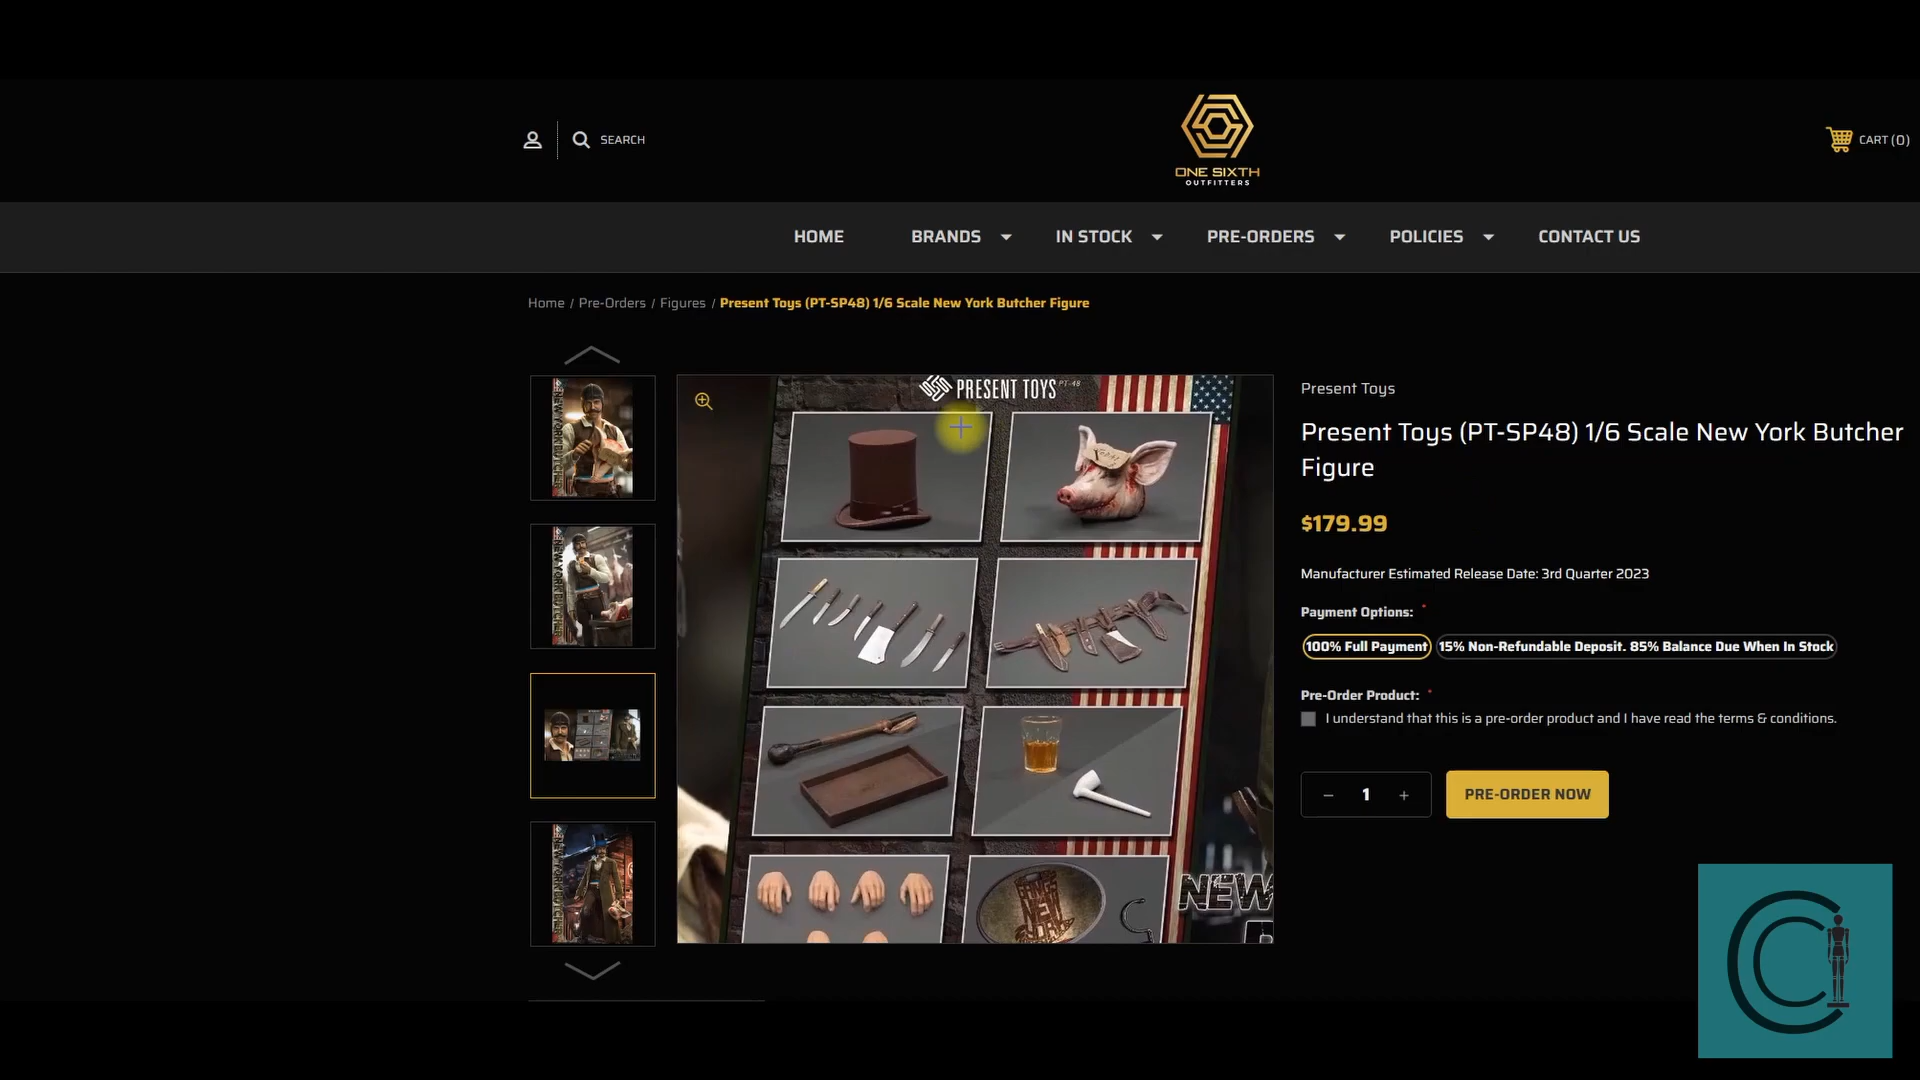 SEARCH
ONE SIXTH
OUTFITTERS
CART (0)
HOME
BRANDS
IN STOCK
PRE-ORDERS
POLICIES
CONTACT US
Home / Pre-Orders / Figures / Present Toys (PT-SP48) 1/6 Scale New York Butcher Figure
PRESENT TOYS PT-48
NEW
Present Toys
Present Toys (PT-SP48) 1/6 Scale New York Butcher
Figure
$179.99
Manufacturer Estimated Release Date: 3rd Quarter 2023
Payment Options: *
100% Full Payment
15% Non-Refundable Deposit. 85% Balance Due When In Stock
Pre-Order Product: *
I understand that this is a pre-order product and I have read the terms & conditions.
− 1 +
PRE-ORDER NOW